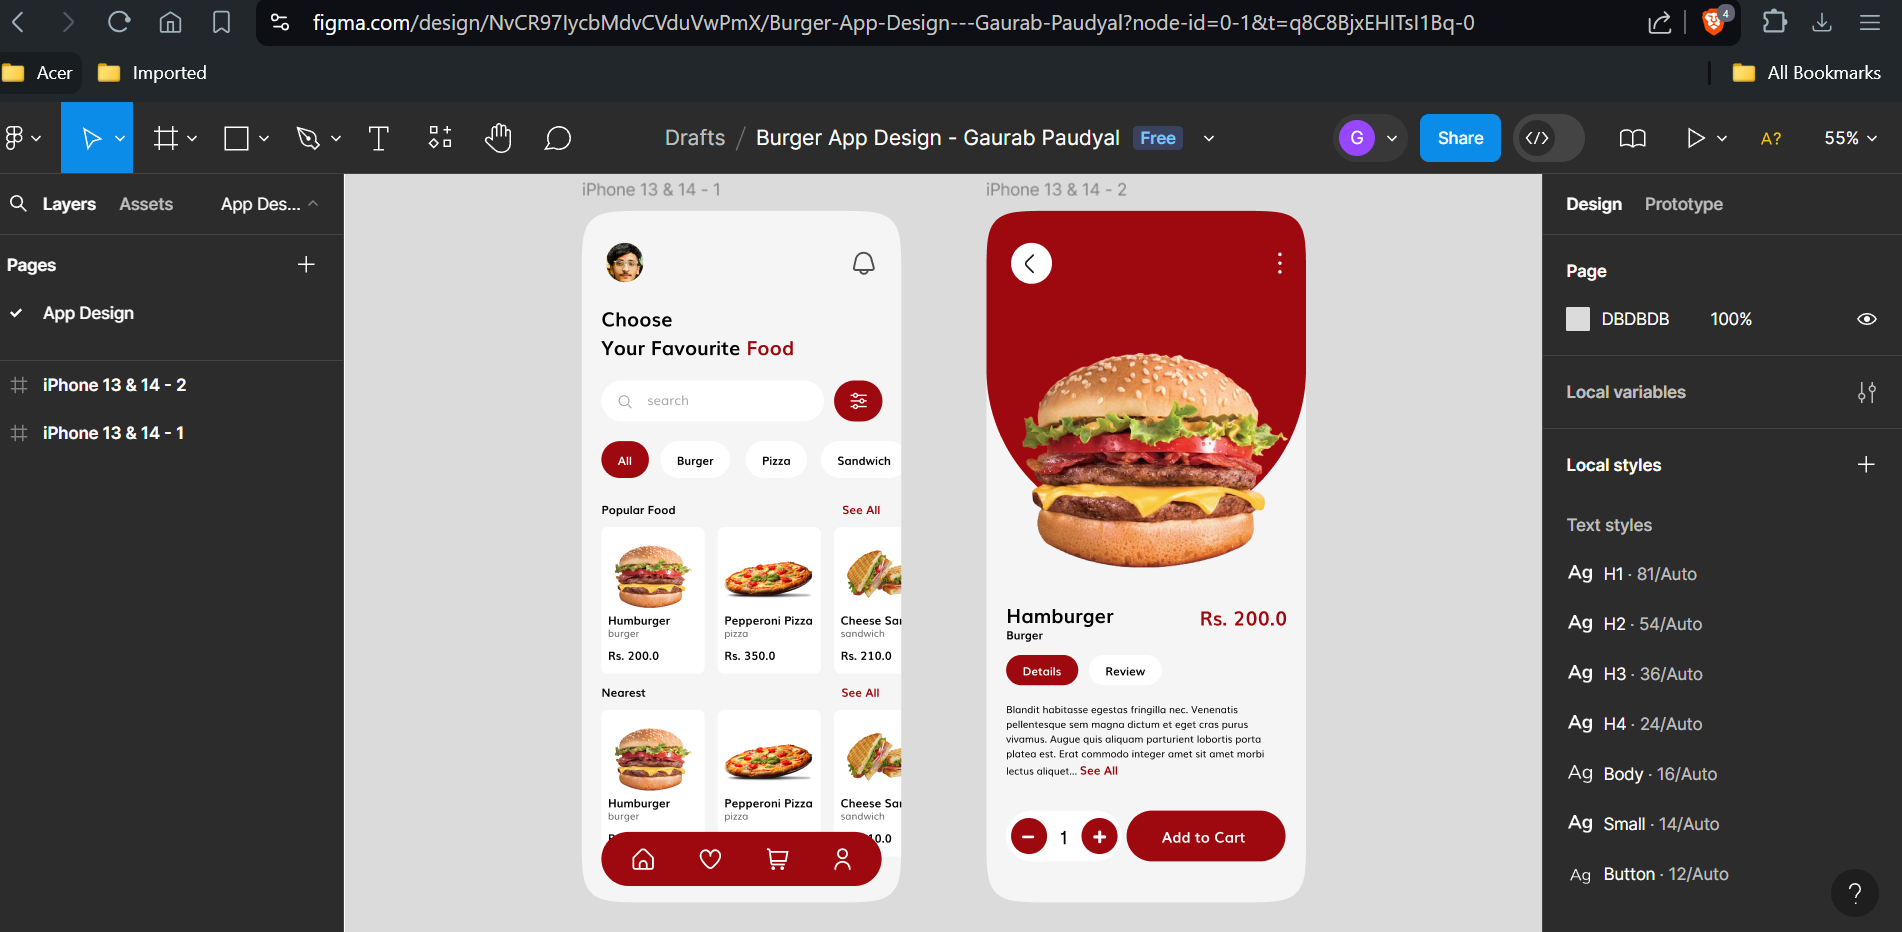 figma.com/design/NvCR97IycbMdvCVduVwPmX/Burger-App-Design---Gaurab-Paudyal?node-id=0-1&t=q8C8BjxEHITsI1Bq-0
4
Acer
Imported
All Bookmarks
Drafts / Burger App Design - Gaurab Paudyal Free
G
Share
A?
55%
Layers
Assets
App Des...
Pages
App Design
iPhone 13 & 14 - 2
iPhone 13 & 14 - 1
iPhone 13 & 14 - 1
Choose
Your Favourite Food
search
All
Burger
Pizza
Sandwich
Popular Food
See All
Humburger
burger
Rs. 200.0
Pepperoni Pizza
pizza
Rs. 350.0
Cheese Sa
sandwich
Rs. 210.0
Nearest
See All
Humburger
burger
Pepperoni Pizza
pizza
Cheese Sa
sandwich
0.0
iPhone 13 & 14 - 2
Hamburger
Rs. 200.0
Burger
Details
Review
Blandit habitasse egestas fringilla nec. Venenatis
pellentesque sem magna dictum et eget cras purus
vivamus. Augue quis aliquam parturient lobortis porta
platea est. Erat commodo integer amet sit amet morbi
lectus aliquet... See All
1
Add to Cart
Design
Prototype
Page
DBDBDB
100%
Local variables
Local styles
Text styles
Ag H1 · 81/Auto
Ag H2 · 54/Auto
Ag H3 · 36/Auto
Ag H4 · 24/Auto
Ag Body · 16/Auto
Ag Small · 14/Auto
Ag Button · 12/Auto
?